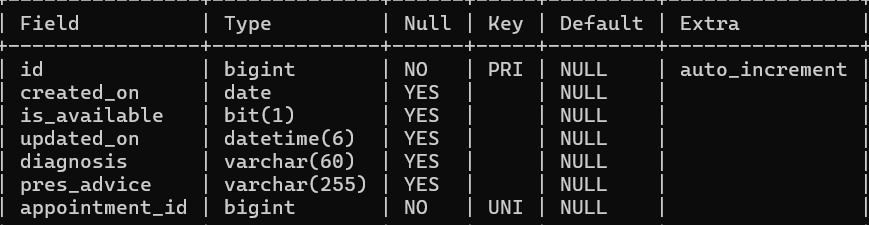 | Field | Type | Null | Key | Default | Extra |
| id | bigint | NO | PRI | NULL | auto_increment |
| created_on | date | YES | | NULL | |
| is_available | bit(1) | YES | | NULL | |
| updated_on | datetime(6) | YES | | NULL | |
| diagnosis | varchar(60) | YES | | NULL | |
| pres_advice | varchar(255) | YES | | NULL | |
| appointment_id | bigint | NO | UNI | NULL | |